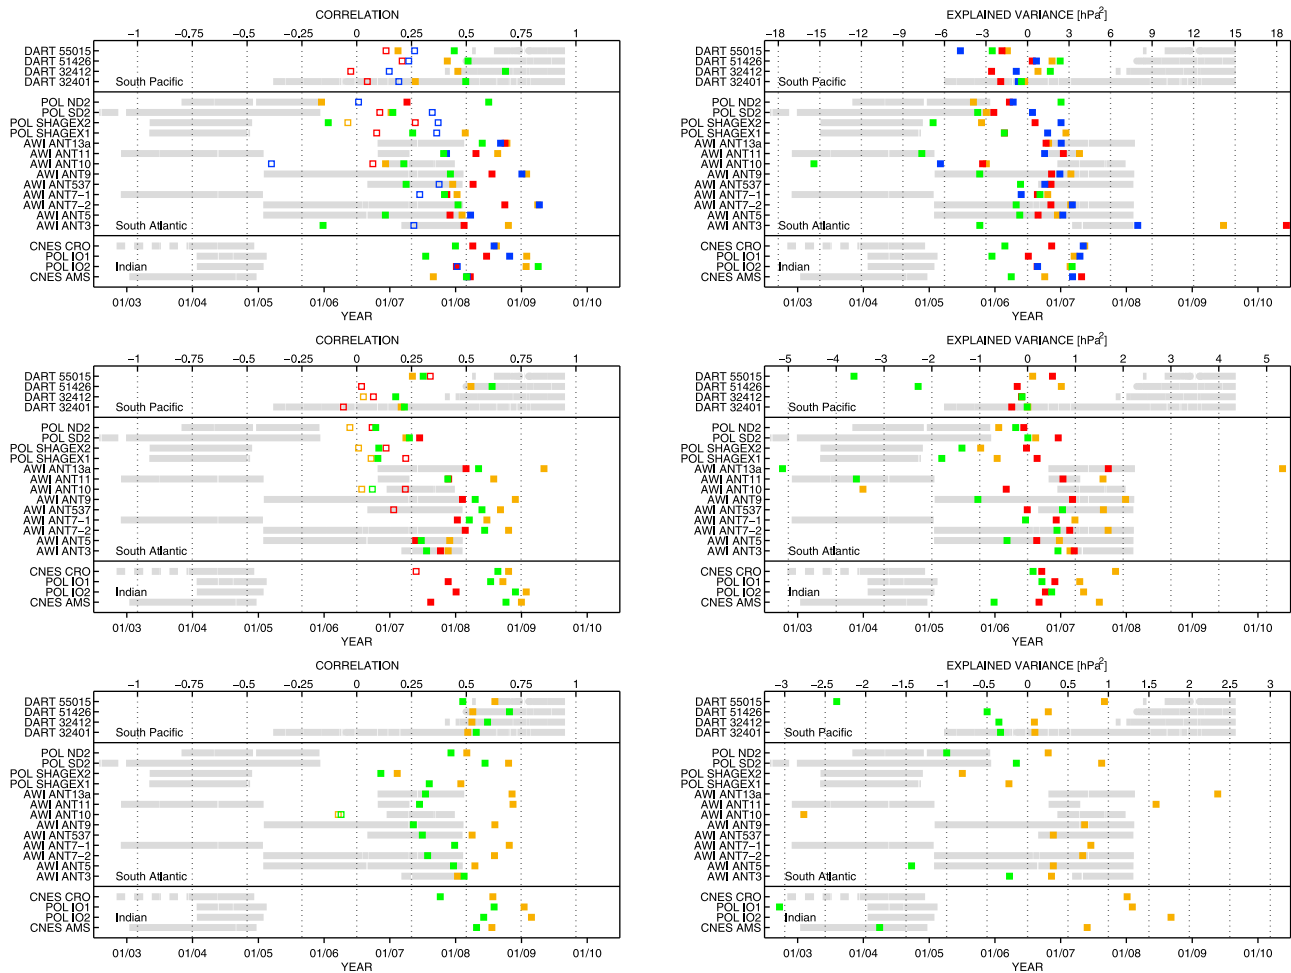 CORRELATION
-1 -0.75 -0.5 -0.25 0 0.25 0.5 0.75 1
DART 55015
DART 51426
DART 32412
DART 32401
South Pacific
POL ND2
POL SD2
POL SHAGEX2
POL SHAGEX1
AWI ANT13a
AWI ANT11
AWI ANT10
AWI ANT9
AWI ANT537
AWI ANT7-1
AWI ANT7-2
AWI ANT5
AWI ANT3
South Atlantic
CNES CRO
POL IO1
POL IO2
CNES AMS
Indian
01/03 01/05 01/06 01/07 01/08 01/09 01/10
YEAR
EXPLAINED VARIANCE [hPa²]
-18 -15 -12 -9 -6 -3 0 3 6 9 12 15 18
DART 55015
DART 51426
DART 32412
DART 32401
South Pacific
POL ND2
POL SD2
POL SHAGEX2
POL SHAGEX1
AWI ANT13a
AWI ANT11
AWI ANT10
AWI ANT9
AWI ANT537
AWI ANT7-1
AWI ANT7-2
AWI ANT5
AWI ANT3
South Atlantic
CNES CRO
POL IO1
POL IO2
CNES AMS
Indian
01/03 01/04 01/05 01/06 01/07 01/08 01/09 01/10
YEAR
CORRELATION
-1 -0.75 -0.5 -0.25 0 0.25 0.5 0.75 1
DART 55015
DART 51426
DART 32412
DART 32401
South Pacific
POL ND2
POL SD2
POL SHAGEX2
POL SHAGEX1
AWI ANT13a
AWI ANT11
AWI ANT10
AWI ANT9
AWI ANT537
AWI ANT7-1
AWI ANT7-2
AWI ANT5
AWI ANT3
South Atlantic
CNES CRO
POL IO1
POL IO2
CNES AMS
Indian
01/03 01/05 01/06 01/07 01/08 01/09 01/10
YEAR
EXPLAINED VARIANCE [hPa²]
-5 -4 -3 -2 -1 0 1 2 3 4 5
DART 55015
DART 51426
DART 32412
DART 32401
South Pacific
POL ND2
POL SD2
POL SHAGEX2
POL SHAGEX1
AWI ANT13a
AWI ANT11
AWI ANT10
AWI ANT9
AWI ANT537
AWI ANT7-1
AWI ANT7-2
AWI ANT5
AWI ANT3
South Atlantic
CNES CRO
POL IO1
POL IO2
CNES AMS
Indian
01/03 01/04 01/05 01/06 01/07 01/08 01/09 01/10
YEAR
CORRELATION
-1 -0.75 -0.5 -0.25 0 0.25 0.5 0.75 1
DART 55015
DART 51426
DART 32412
DART 32401
South Pacific
POL ND2
POL SD2
POL SHAGEX2
POL SHAGEX1
AWI ANT13a
AWI ANT11
AWI ANT10
AWI ANT9
AWI ANT537
AWI ANT7-1
AWI ANT7-2
AWI ANT5
AWI ANT3
South Atlantic
CNES CRO
POL IO1
POL IO2
CNES AMS
Indian
01/03 01/05 01/06 01/07 01/08 01/09 01/10
YEAR
EXPLAINED VARIANCE [hPa²]
-3 -2.5 -2 -1.5 -1 -0.5 0 0.5 1 1.5 2 2.5 3
DART 55015
DART 51426
DART 32412
DART 32401
South Pacific
POL ND2
POL SD2
POL SHAGEX2
POL SHAGEX1
AWI ANT13a
AWI ANT11
AWI ANT10
AWI ANT9
AWI ANT537
AWI ANT7-1
AWI ANT7-2
AWI ANT5
AWI ANT3
South Atlantic
CNES CRO
POL IO1
POL IO2
CNES AMS
Indian
01/03 01/04 01/05 01/06 01/07 01/08 01/09 01/10
YEAR